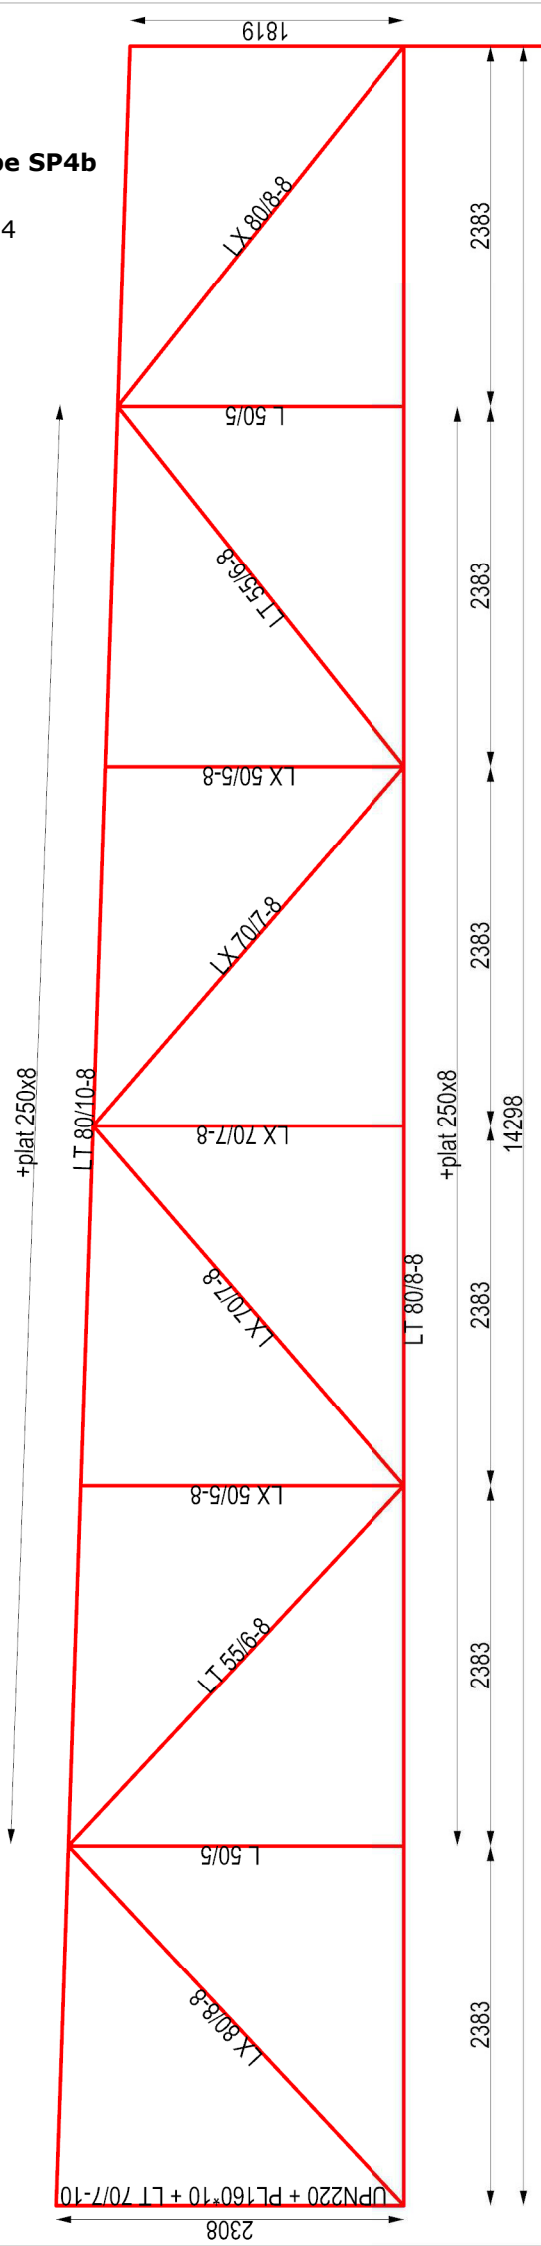 1819
pe SP4b
4
LX 80/8-8
2383
L 50/5
LT 55/6-8
2383
LX 50/5-8
LX 70/7-8
2383
+plat 250x8
LT 80/10-8
LX 70/7-8
+plat 250x8
14298
LX 70/7-8
LT 80/8-8
2383
LX 50/5-8
LT 55/6-8
2383
L 50/5
LX 80/8-8
2383
UPN220 + PL160*10 + LT 70/7-10
2308